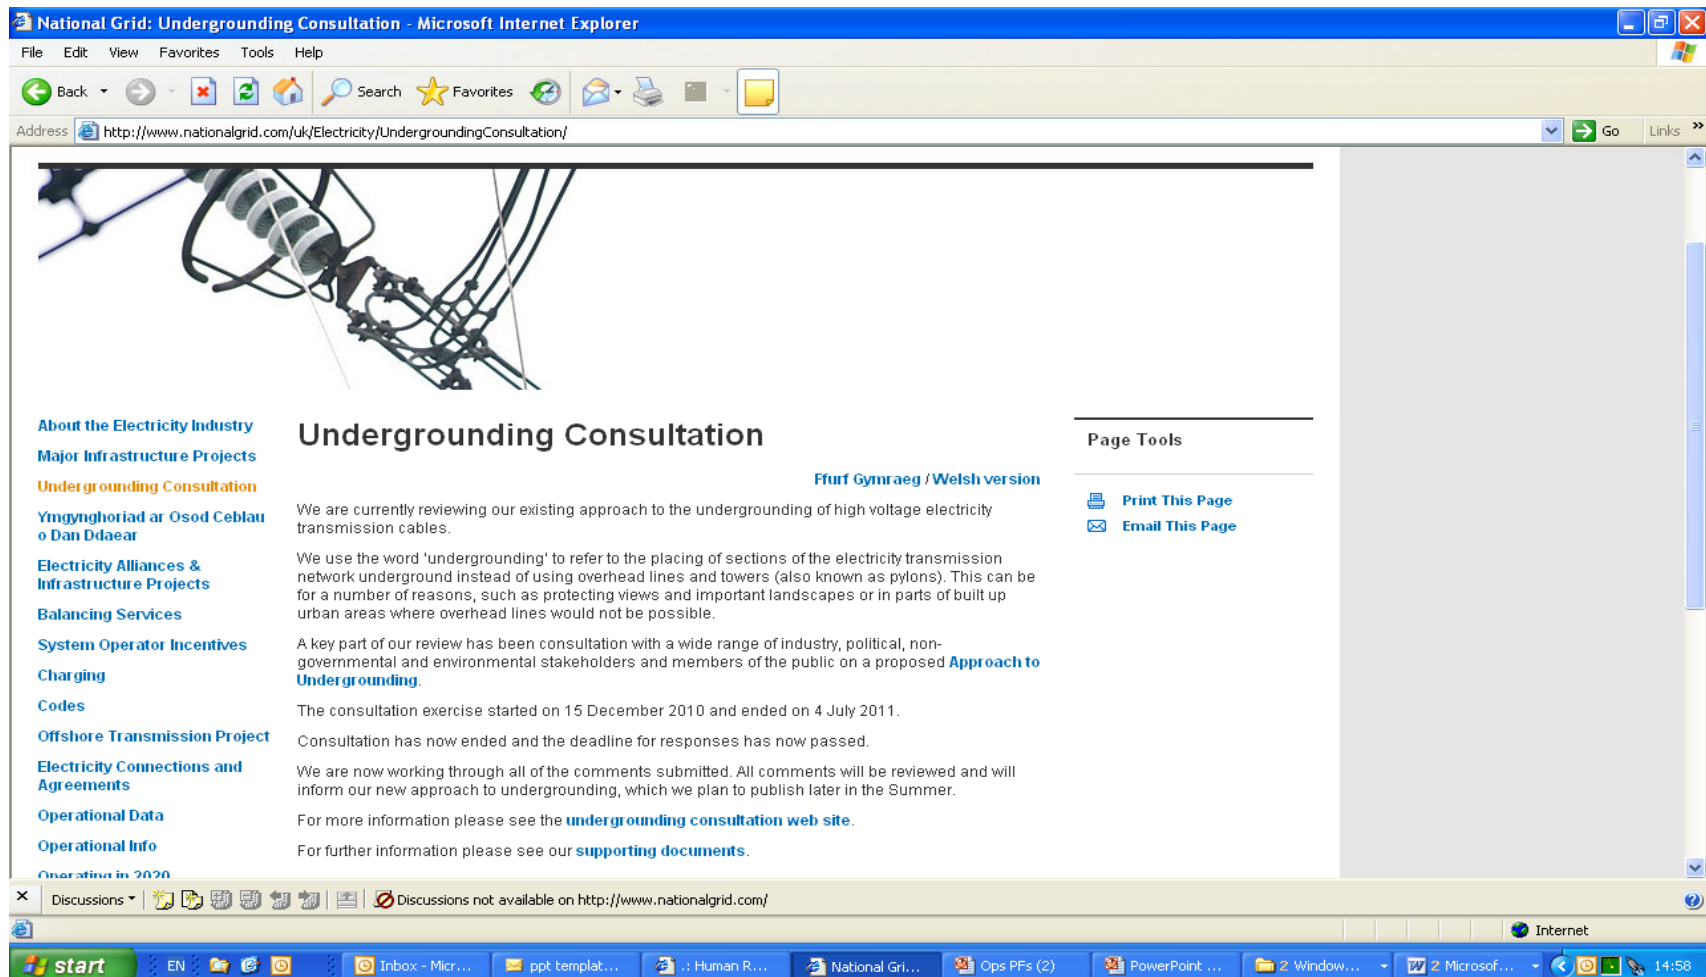 National Grid: Undergrounding Consultation - Microsoft Internet Explorer
File Edit View Favorites Tools Help
Back Search Favorites
Address http://www.nationalgrid.com/uk/Electricity/UndergroundingConsultation/ Go Links »
About the Electricity Industry
Major Infrastructure Projects
Undergrounding Consultation
Ymgynghoriad ar Osod Ceblau
o Dan Ddaear
Electricity Alliances &
Infrastructure Projects
Balancing Services
System Operator Incentives
Charging
Codes
Offshore Transmission Project
Electricity Connections and
Agreements
Operational Data
Operational Info
Operating in 2020
Undergrounding Consultation
Ffurf Gymraeg / Welsh version
We are currently reviewing our existing approach to the undergrounding of high voltage electricity
transmission cables.
We use the word 'undergrounding' to refer to the placing of sections of the electricity transmission
network underground instead of using overhead lines and towers (also known as pylons). This can be
for a number of reasons, such as protecting views and important landscapes or in parts of built up
urban areas where overhead lines would not be possible.
A key part of our review has been consultation with a wide range of industry, political, non-
governmental and environmental stakeholders and members of the public on a proposed Approach to
Undergrounding.
The consultation exercise started on 15 December 2010 and ended on 4 July 2011.
Consultation has now ended and the deadline for responses has now passed.
We are now working through all of the comments submitted. All comments will be reviewed and will
inform our new approach to undergrounding, which we plan to publish later in the Summer.
For more information please see the undergrounding consultation web site.
For further information please see our supporting documents.
Page Tools
Print This Page
Email This Page
Discussions Discussions not available on http://www.nationalgrid.com/
Internet
start EN Inbox - Micr... ppt templat... .: Human R... National Gri... Ops PFs (2) PowerPoint ... 2 Window... 2 Microsof... 14:58